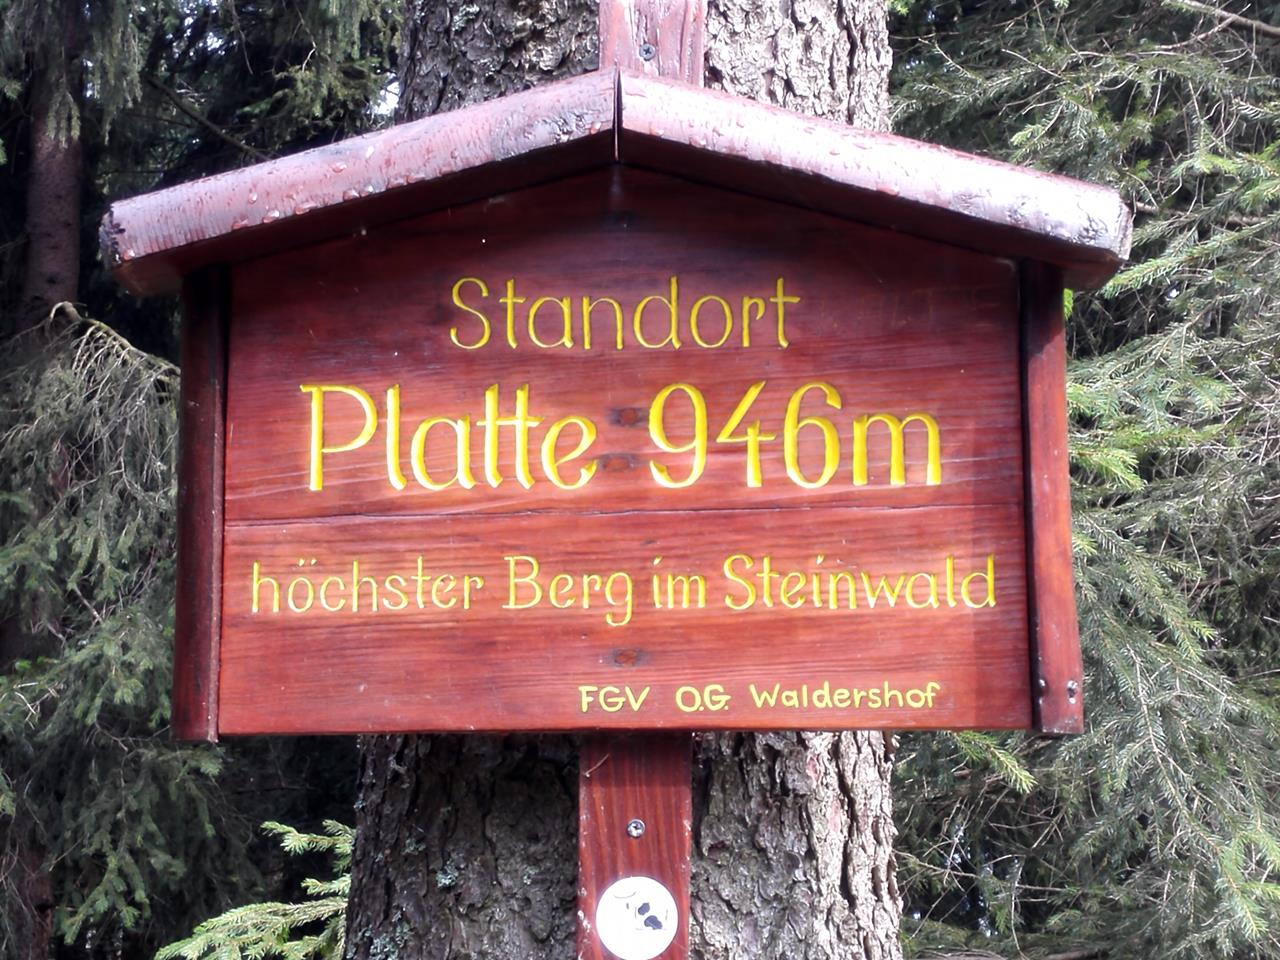 Standort
Platte 946m
höchster Berg im Steinwald
FGV O.G. Waldershof